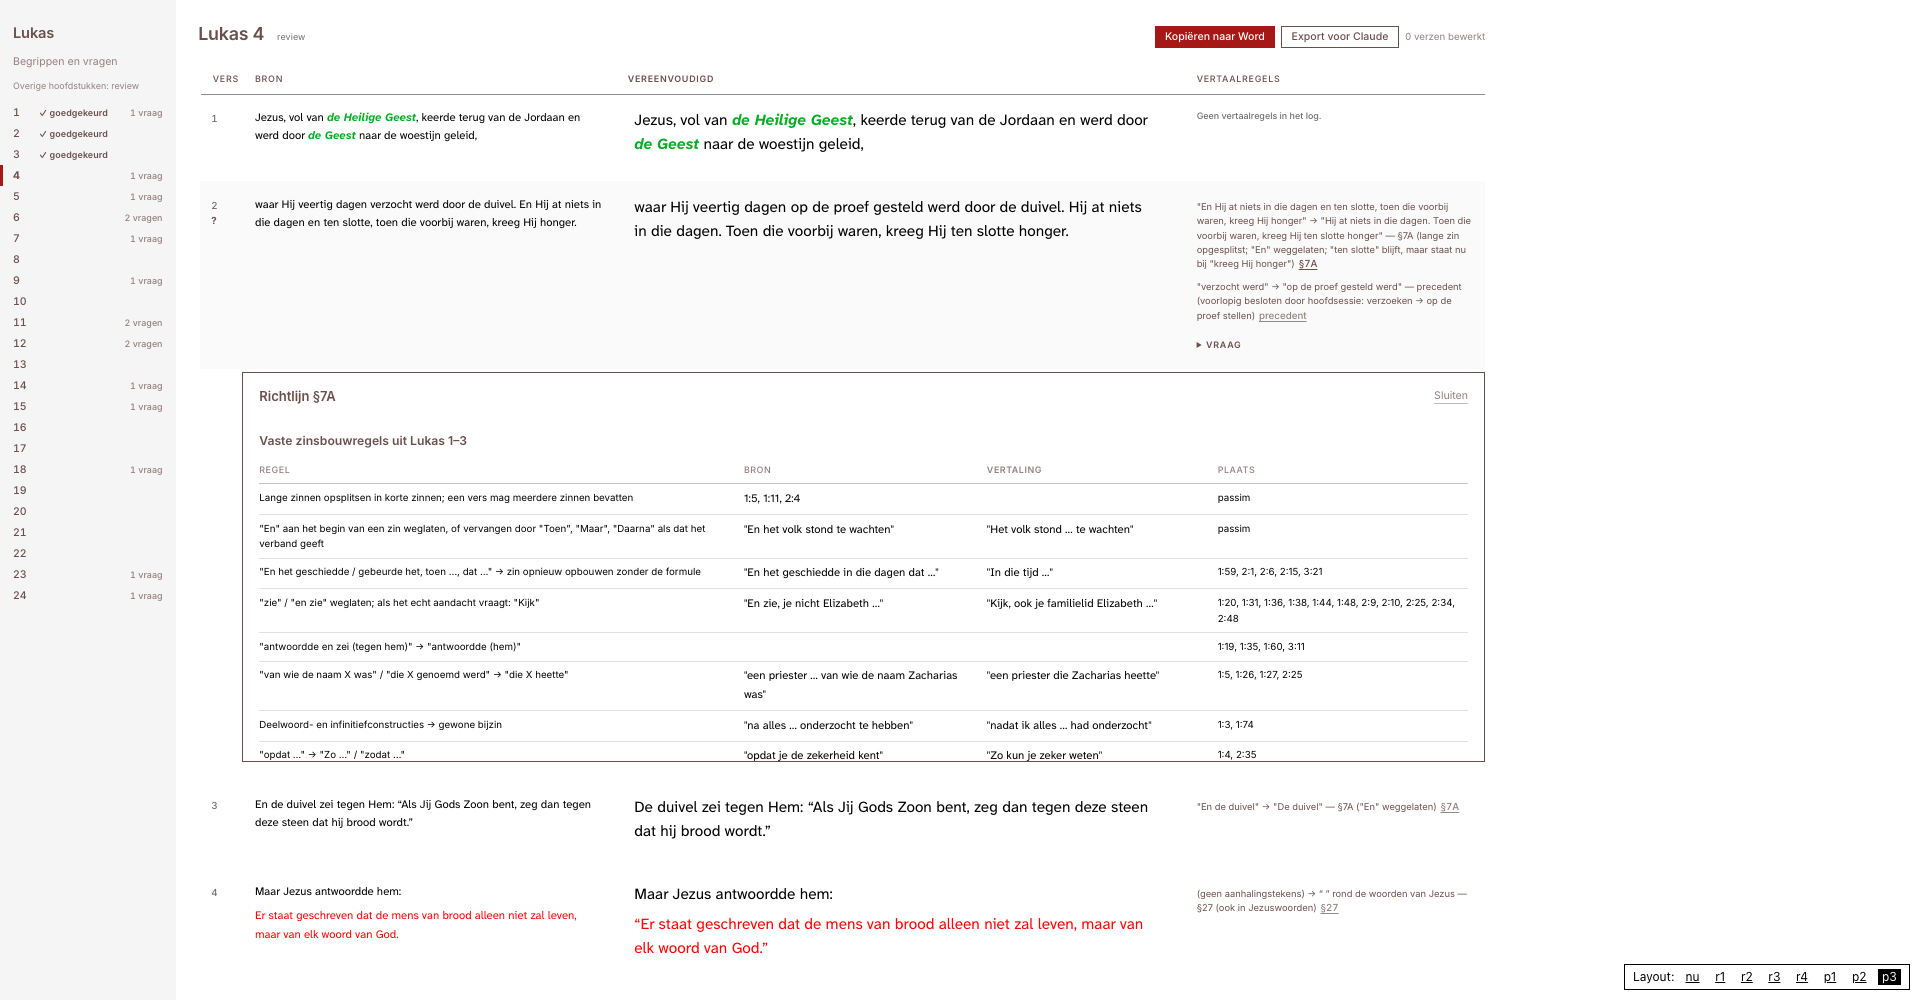 Lukas
Begrippen en vragen
Overige hoofdstukken: review
1 ✓ goedgekeurd 1 vraag
2 ✓ goedgekeurd
3 ✓ goedgekeurd
4 1 vraag
5 1 vraag
6 2 vragen
7 1 vraag
8
9 1 vraag
10
11 2 vragen
12 2 vragen
13
14 1 vraag
15 1 vraag
16
17
18 1 vraag
19
20
21
22
23 1 vraag
24 1 vraag
Lukas 4 review
Kopiëren naar Word Export voor Claude 0 verzen bewerkt
VERS BRON VEREENVOUDIGD VERTAALREGELS
1
Jezus, vol van de Heilige Geest, keerde terug van de Jordaan en
werd door de Geest naar de woestijn geleid,
Jezus, vol van de Heilige Geest, keerde terug van de Jordaan en werd door
de Geest naar de woestijn geleid,
Geen vertaalregels in het log.
2
?
waar Hij veertig dagen verzocht werd door de duivel. En Hij at niets in
die dagen en ten slotte, toen die voorbij waren, kreeg Hij honger.
waar Hij veertig dagen op de proef gesteld werd door de duivel. Hij at niets
in die dagen. Toen die voorbij waren, kreeg Hij ten slotte honger.
"En Hij at niets in die dagen en ten slotte, toen die voorbij
waren, kreeg Hij honger" → "Hij at niets in die dagen. Toen die
voorbij waren, kreeg Hij ten slotte honger" — §7A (lange zin
opgesplitst; "En" weggelaten; "ten slotte" blijft, maar staat nu
bij "kreeg Hij honger") §7A
"verzocht werd" → "op de proef gesteld werd" — precedent
(voorlopig besloten door hoofdsessie: verzoeken → op de
proef stellen) precedent
▶ VRAAG
Richtlijn §7A Sluiten
Vaste zinsbouwregels uit Lukas 1–3
REGEL BRON VERTALING PLAATS
Lange zinnen opsplitsen in korte zinnen; een vers mag meerdere zinnen bevatten 1:5, 1:11, 2:4 passim
"En" aan het begin van een zin weglaten, of vervangen door "Toen", "Maar", "Daarna" als dat het "En het volk stond te wachten" "Het volk stond … te wachten" passim
verband geeft
"En het geschiedde / gebeurde het, toen …, dat …" → zin opnieuw opbouwen zonder de formule "En het geschiedde in die dagen dat …" "In die tijd …" 1:59, 2:1, 2:6, 2:15, 3:21
"zie" / "en zie" weglaten; als het echt aandacht vraagt: "Kijk" "En zie, je nicht Elizabeth …" "Kijk, ook je familielid Elizabeth …" 1:20, 1:31, 1:36, 1:38, 1:44, 1:48, 2:9, 2:10, 2:25, 2:34,
2:48
"antwoordde en zei (tegen hem)" → "antwoordde (hem)" 1:19, 1:35, 1:60, 3:11
"van wie de naam X was" / "die X genoemd werd" → "die X heette" "een priester … van wie de naam Zacharias "een priester die Zacharias heette" 1:5, 1:26, 1:27, 2:25
was"
Deelwoord- en infinitiefconstructies → gewone bijzin "na alles … onderzocht te hebben" "nadat ik alles … had onderzocht" 1:3, 1:74
"opdat …" → "Zo …" / "zodat …" "opdat je de zekerheid kent" "Zo kun je zeker weten" 1:4, 2:35
3
En de duivel zei tegen Hem: “Als Jij Gods Zoon bent, zeg dan tegen
deze steen dat hij brood wordt.”
De duivel zei tegen Hem: “Als Jij Gods Zoon bent, zeg dan tegen deze steen
dat hij brood wordt.”
"En de duivel" → "De duivel" — §7A ("En" weggelaten) §7A
4
Maar Jezus antwoordde hem:
Er staat geschreven dat de mens van brood alleen niet zal leven,
maar van elk woord van God.
Maar Jezus antwoordde hem:
“Er staat geschreven dat de mens van brood alleen niet zal leven, maar van
elk woord van God.”
(geen aanhalingstekens) → “ ” rond de woorden van Jezus —
§27 (ook in Jezuswoorden) §27
Layout: nu r1 r2 r3 r4 p1 p2 p3